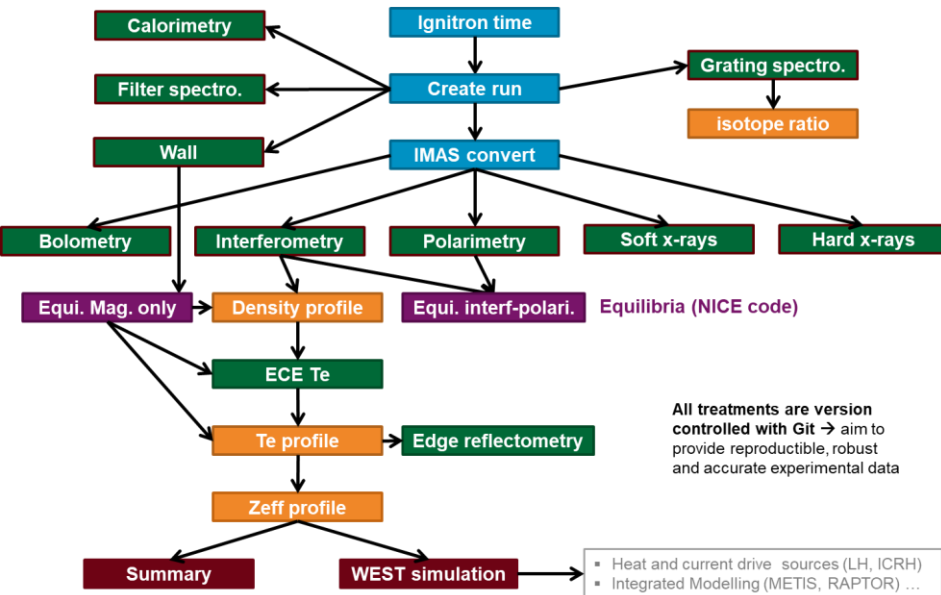 Calorimetry
Ignitron time
Grating spectro.
Filter spectro.
Create run
isotope ratio
Wall
IMAS convert
Bolometry
Interferometry
Polarimetry
Soft x-rays
Hard x-rays
Equi. Mag. only
Density profile
Equi. interf-polari.
Equilibria (NICE code)
ECE Te
All treatments are version
controlled with Git → aim to
provide reproductible, robust
and accurate experimental data
Te profile
Edge reflectometry
Zeff profile
Summary
WEST simulation
▪ Heat and current drive sources (LH, ICRH)
▪ Integrated Modelling (METIS, RAPTOR) …